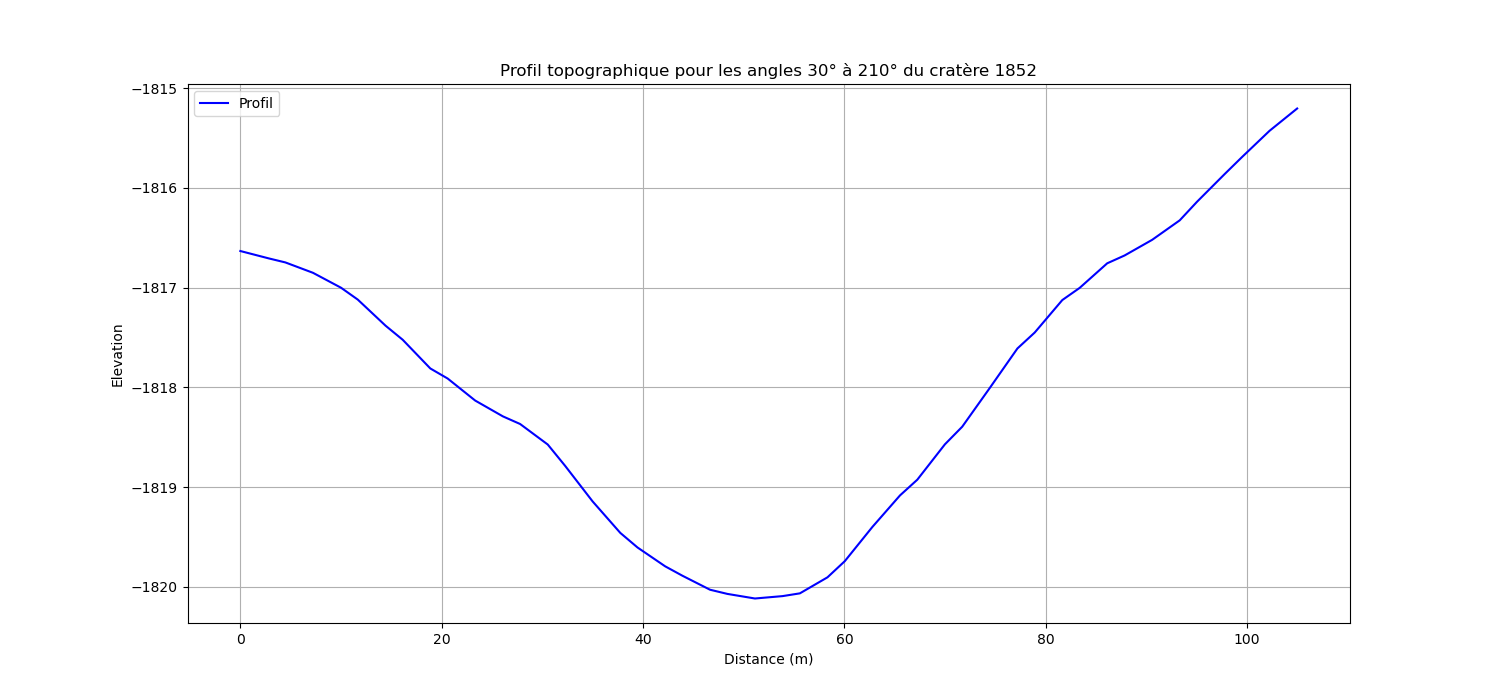 Profil topographique pour les angles 30° à 210° du cratère 1852
Profil
−1815
−1816
−1817
−1818
−1819
−1820
Elevation
0 20 40 60 80 100
Distance (m)